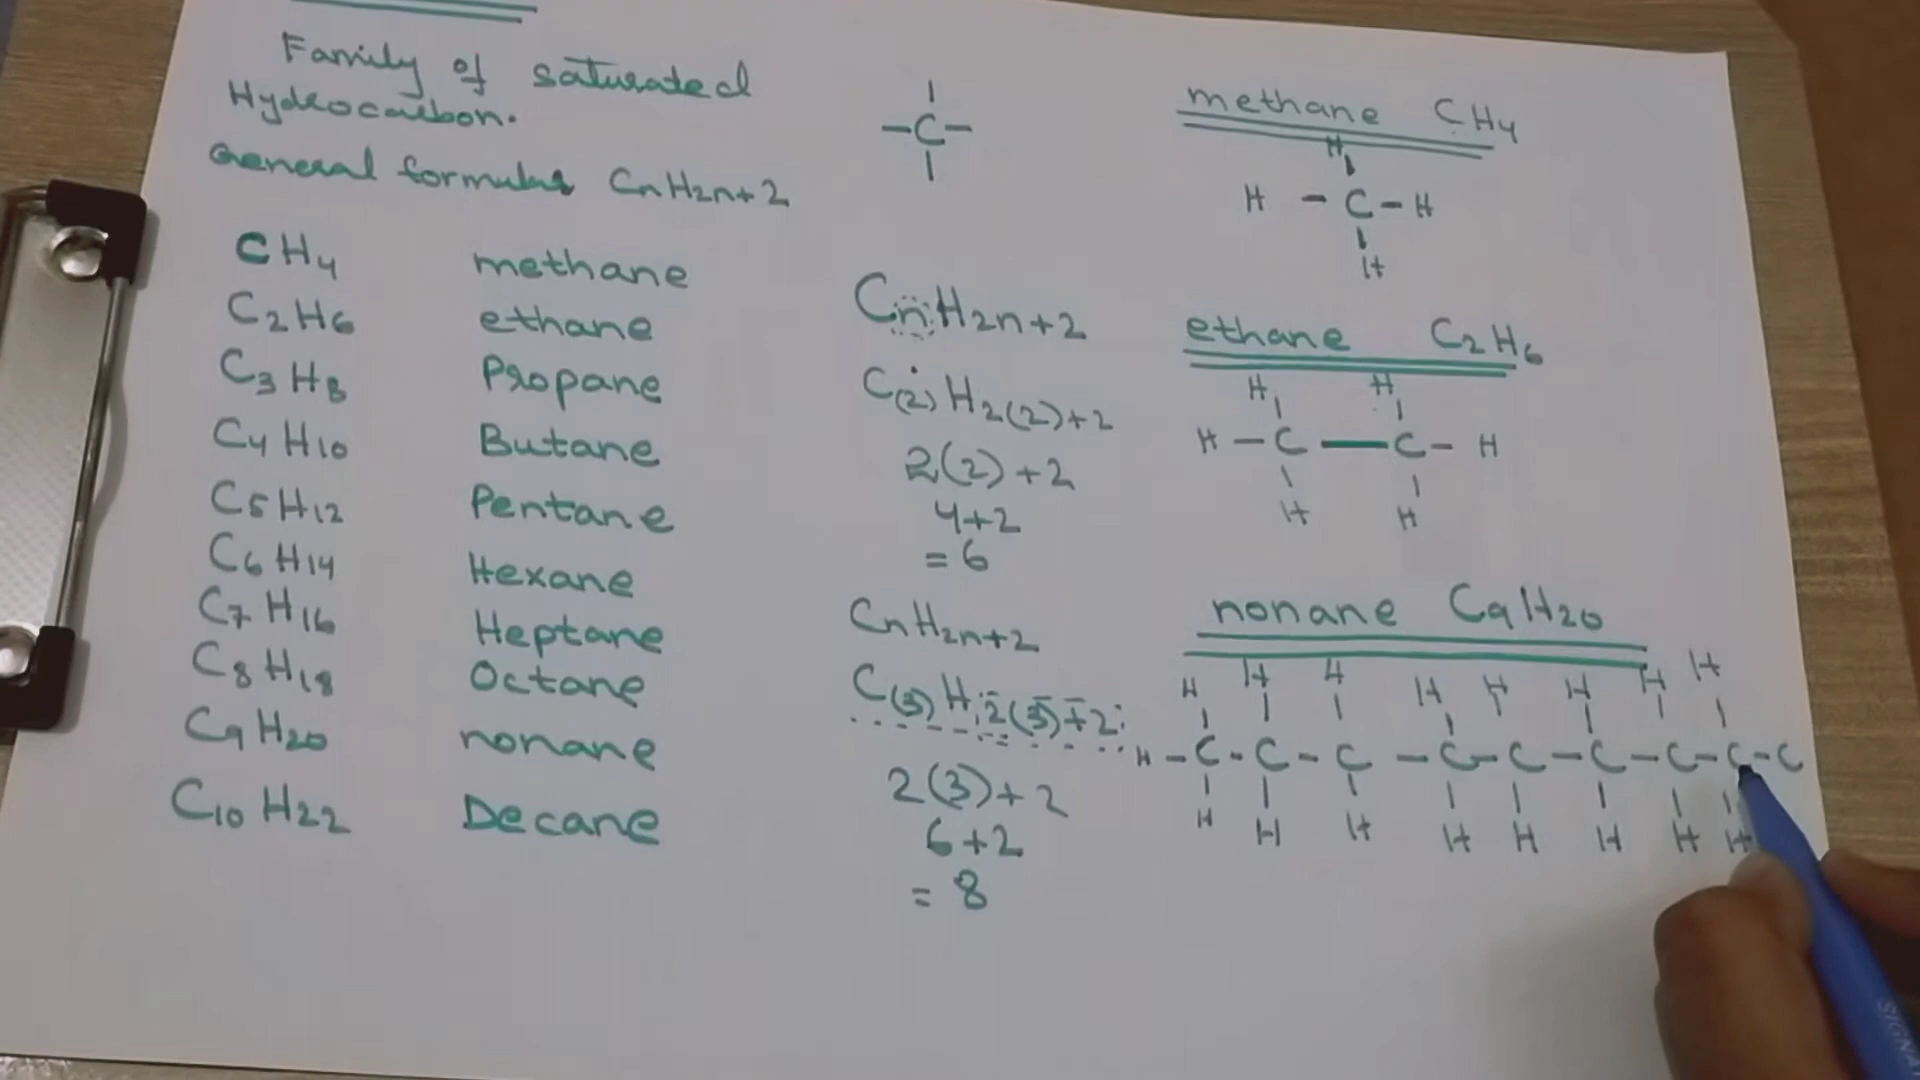 Family of saturated
Hydrocarbon.
General formular CnH2n+2
CH4 methane
C2H6 ethane
C3H8 Propane
C4H10 Butane
C5H12 Pentane
C6H14 Hexane
C7H16 Heptane
C8H18 Octane
C9H20 nonane
C10H22 Decane
-C-
CnH2n+2
C(2)H2(2)+2
2(2)+2
4+2
=6
CnH2n+2
C(3)H2(3)+2
2(3)+2
6+2
=8
methane CH4
H
H-C-H
H
ethane C2H6
H H
H-C-C-H
H H
nonane C9H20
H H H H H H H H
H-C-C-C-C-C-C-C-C-C
H H H H H H H H